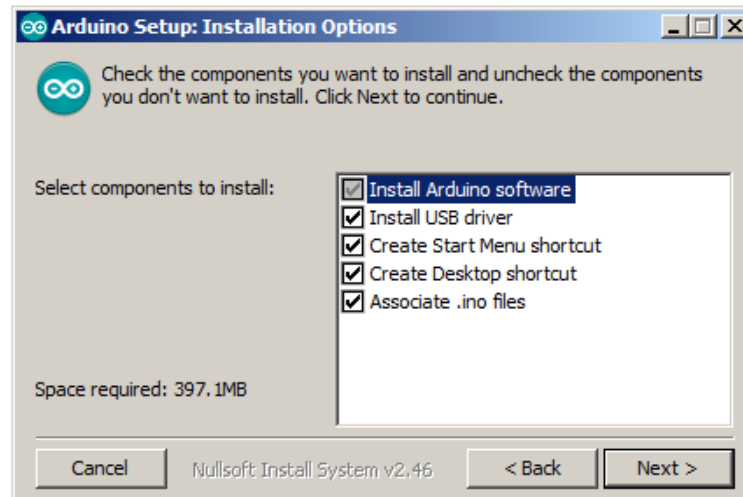 Arduino Setup: Installation Options
Check the components you want to install and uncheck the components
you don't want to install. Click Next to continue.
Select components to install:
Install Arduino software
Install USB driver
Create Start Menu shortcut
Create Desktop shortcut
Associate .ino files
Space required: 397.1MB
Cancel
Nullsoft Install System v2.46
< Back
Next >